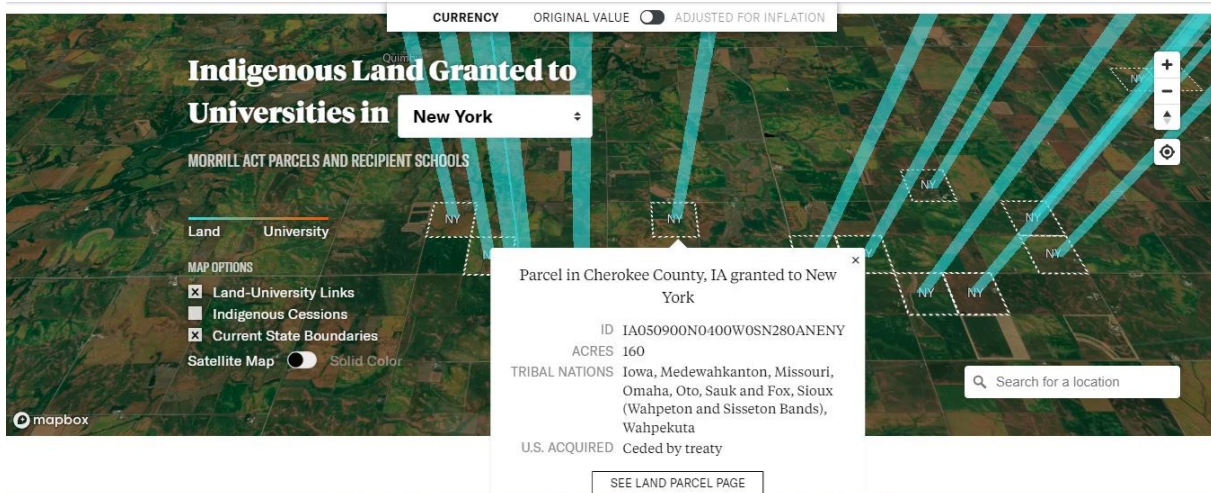 CURRENCY ORIGINAL VALUE ADJUSTED FOR INFLATION
Indigenous Land Granted to
Universities in New York
MORRILL ACT PARCELS AND RECIPIENT SCHOOLS
Land University
MAP OPTIONS
x Land-University Links
Indigenous Cessions
x Current State Boundaries
Satellite Map Solid Color
mapbox
NY
NY
NY
NY
NY
NY
NY
NY
+
−
Parcel in Cherokee County, IA granted to New
York
×
ID IA050900N0400W0SN280ANENY
ACRES 160
TRIBAL NATIONS Iowa, Medewahkanton, Missouri,
Omaha, Oto, Sauk and Fox, Sioux
(Wahpeton and Sisseton Bands),
Wahpekuta
U.S. ACQUIRED Ceded by treaty
SEE LAND PARCEL PAGE
Search for a location